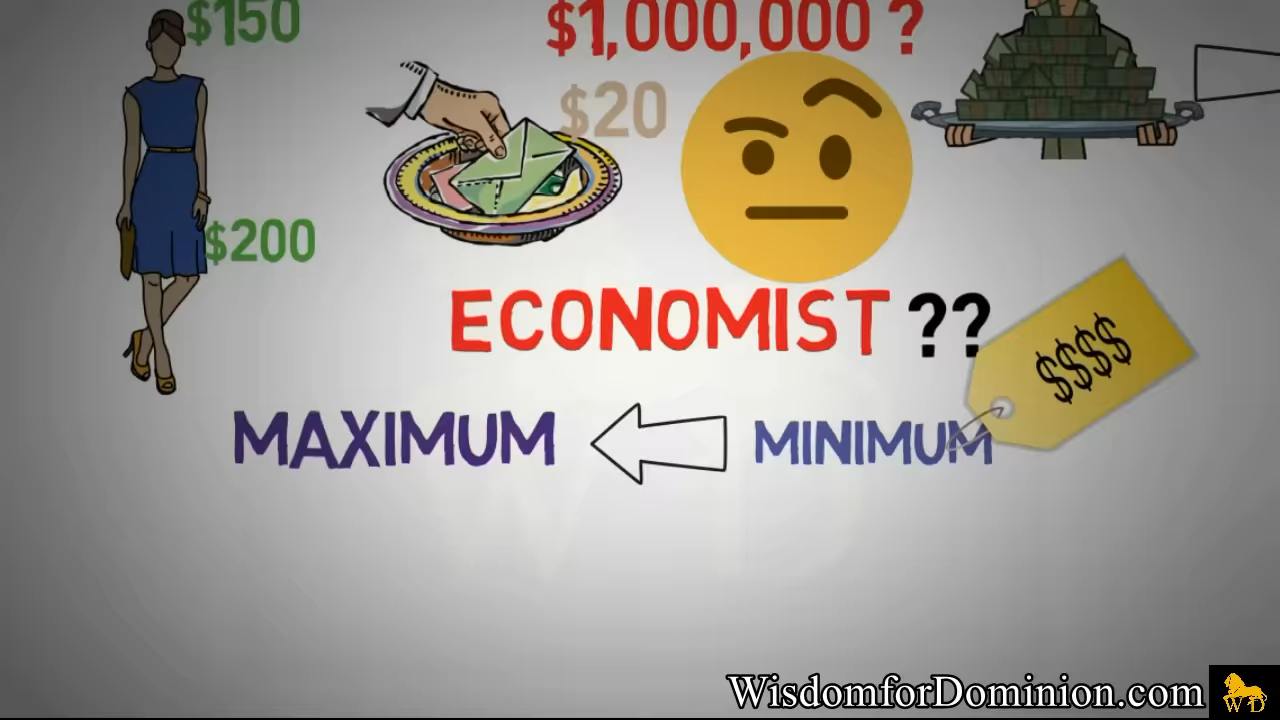 $150
$1,000,000 ?
$20
$200
ECONOMIST ??
$$$$
MAXIMUM
MINIMUM
WisdomforDominion.com
WD